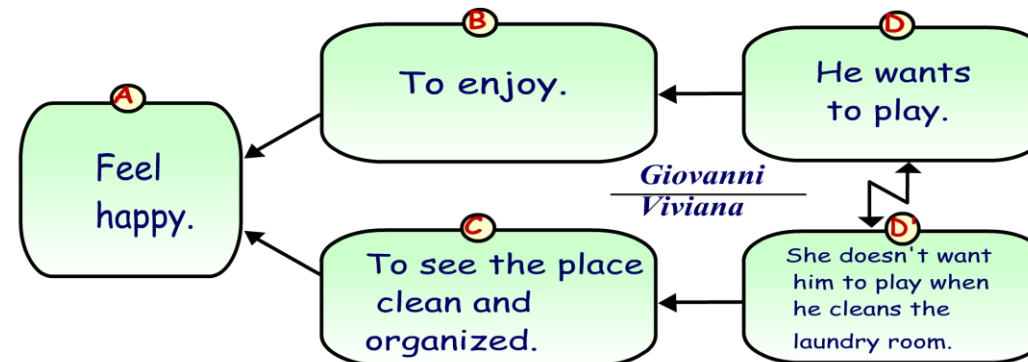 A
Feel
happy.
B
To enjoy.
D
He wants
to play.
Giovanni
Viviana
C
To see the place
clean and
organized.
D'
She doesn't want
him to play when
he cleans the
laundry room.